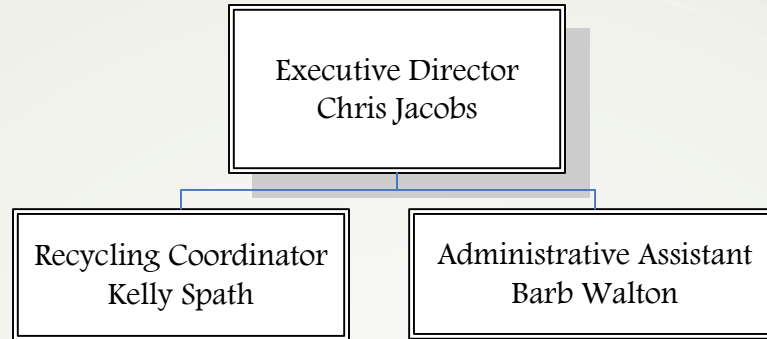 Executive Director
Chris Jacobs
Recycling Coordinator
Kelly Spath
Administrative Assistant
Barb Walton